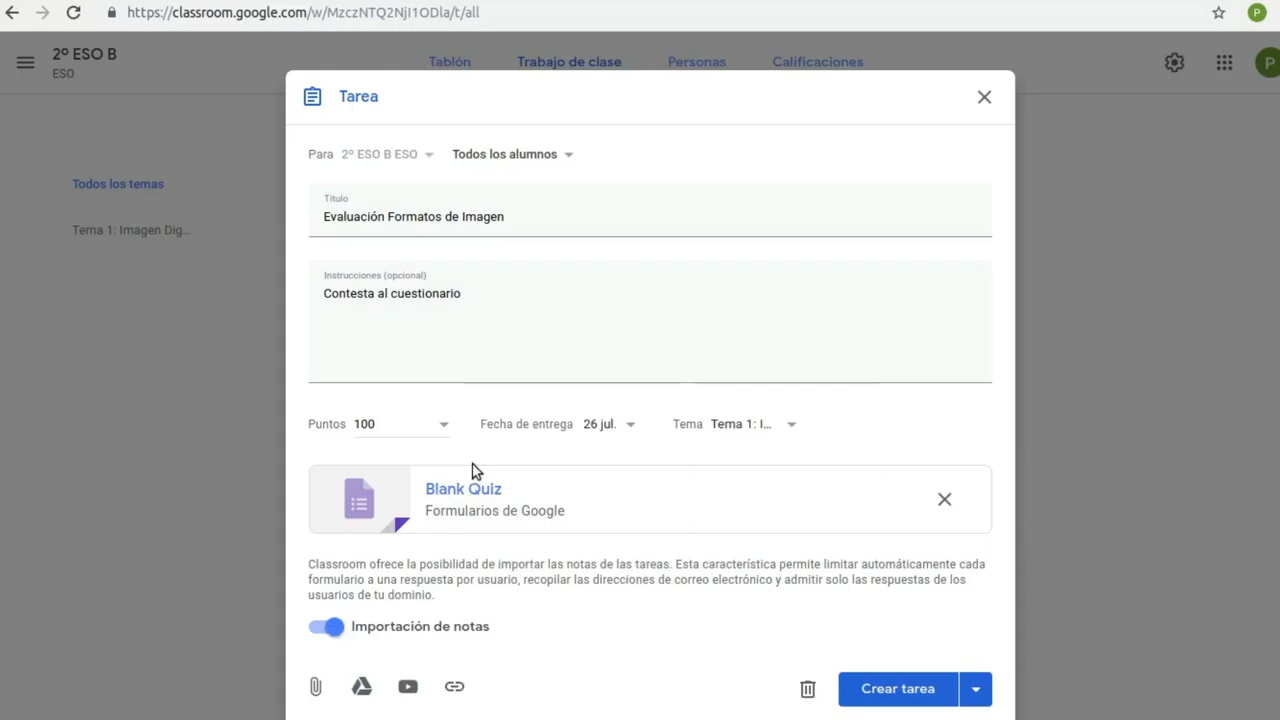 https://classroom.google.com/w/MzczNTQ2NjI1ODla/t/all
P
2º ESO B
ESO
Tablón
Trabajo de clase
Personas
Calificaciones
P
Tarea
Para 2º ESO B ESO Todos los alumnos
Todos los temas
Tema 1: Imagen Dig...
Título
Evaluación Formatos de Imagen
Instrucciones (opcional)
Contesta al cuestionario
Puntos 100 Fecha de entrega 26 jul. Tema Tema 1: I...
Blank Quiz
Formularios de Google
Classroom ofrece la posibilidad de importar las notas de las tareas. Esta característica permite limitar automáticamente cada
formulario a una respuesta por usuario, recopilar las direcciones de correo electrónico y admitir solo las respuestas de los
usuarios de tu dominio.
Importación de notas
Crear tarea